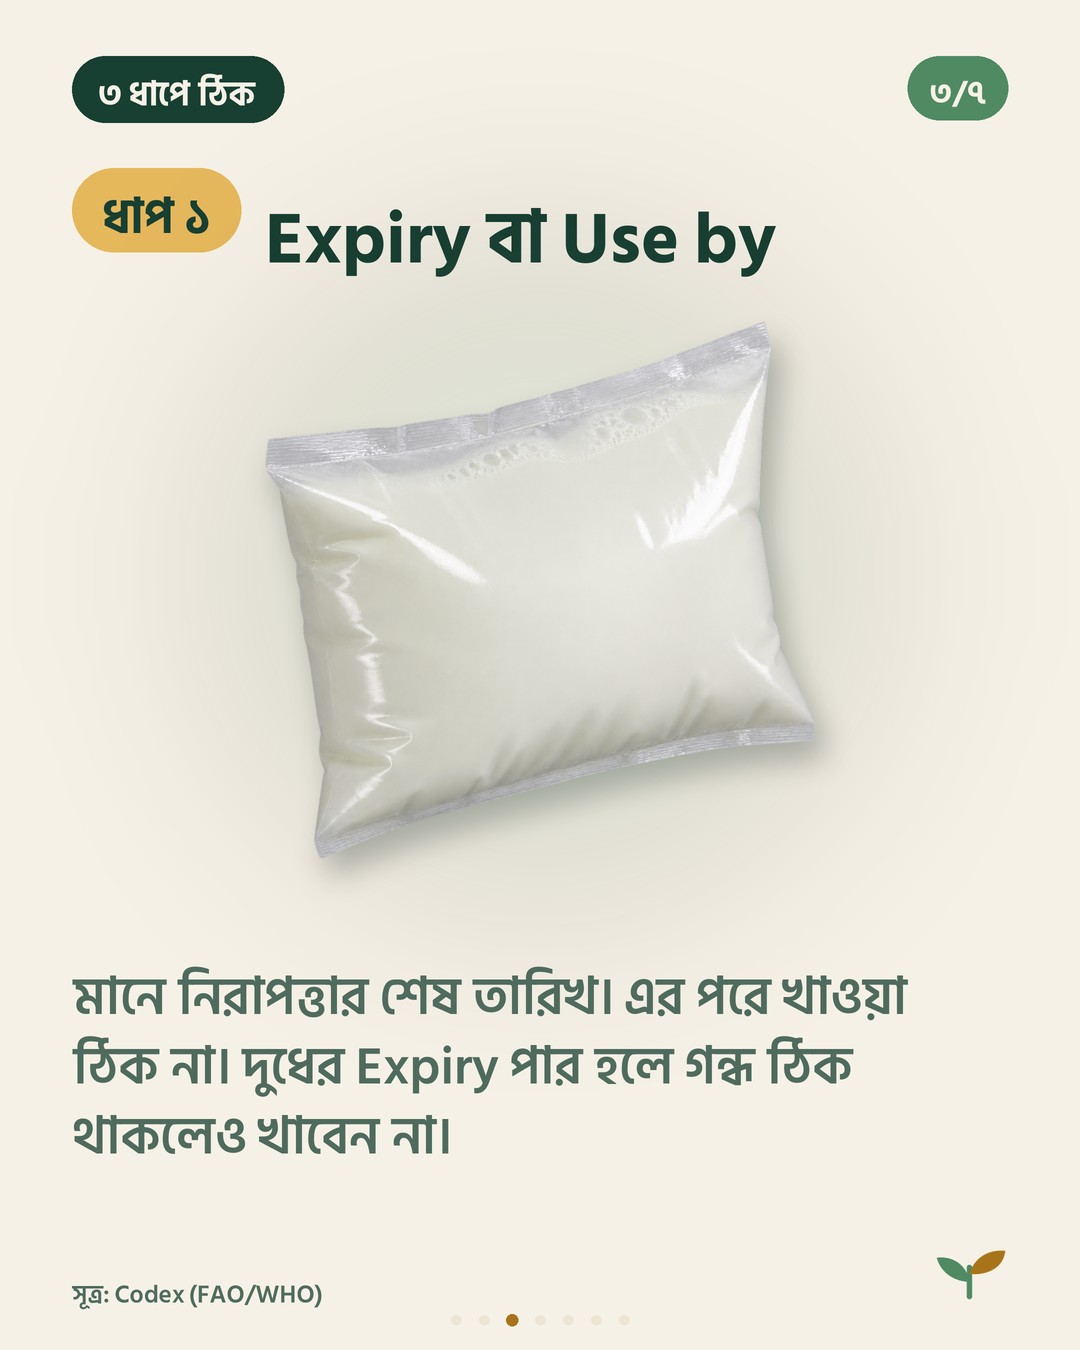 ৩ ধাপে ঠিক
৩/৭
ধাপ ১
Expiry বা Use by
মানে নিরাপত্তার শেষ তারিখ। এর পরে খাওয়া
ঠিক না। দুধের Expiry পার হলে গন্ধ ঠিক
থাকলেও খাবেন না।
সূত্র: Codex (FAO/WHO)